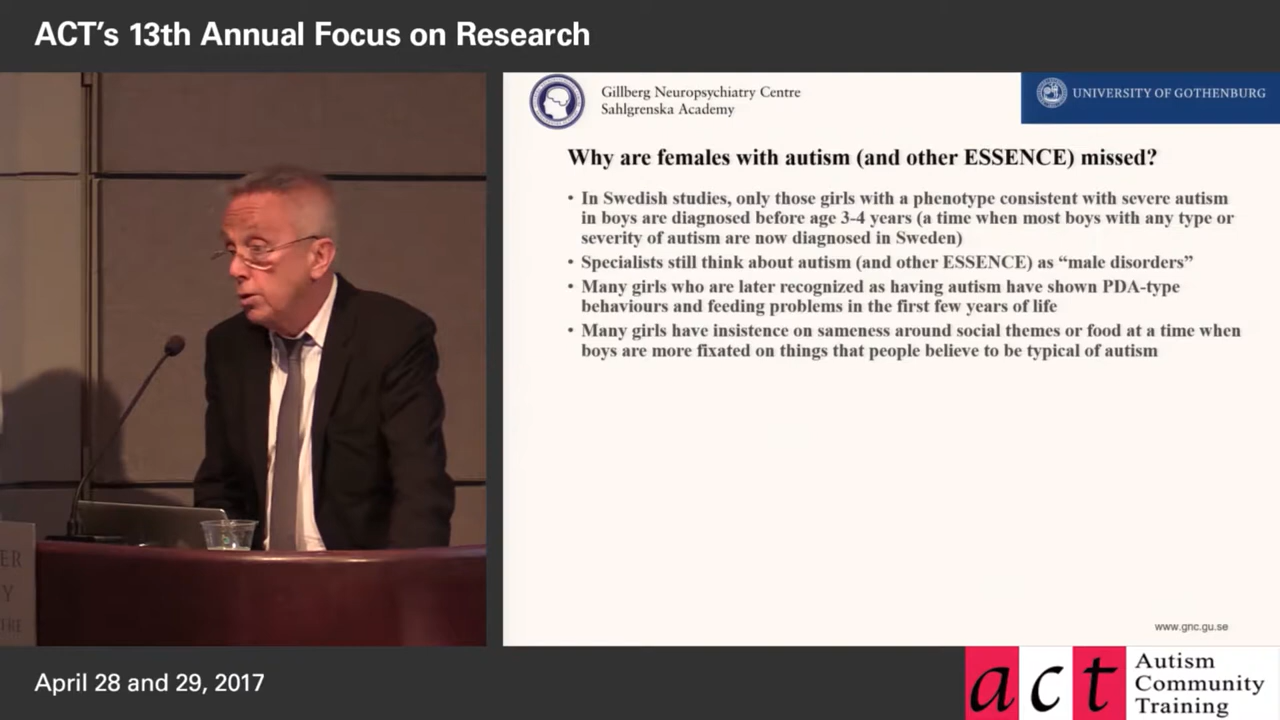 ACT's 13th Annual Focus on Research
Gillberg Neuropsychiatry Centre
Sahlgrenska Academy
UNIVERSITY OF GOTHENBURG
Why are females with autism (and other ESSENCE) missed?
• In Swedish studies, only those girls with a phenotype consistent with severe autism
in boys are diagnosed before age 3-4 years (a time when most boys with any type or
severity of autism are now diagnosed in Sweden)
• Specialists still think about autism (and other ESSENCE) as “male disorders”
• Many girls who are later recognized as having autism have shown PDA-type
behaviours and feeding problems in the first few years of life
• Many girls have insistence on sameness around social themes or food at a time when
boys are more fixated on things that people believe to be typical of autism
www.gnc.gu.se
ER
Y
TRE
April 28 and 29, 2017
act
Autism
Community
Training